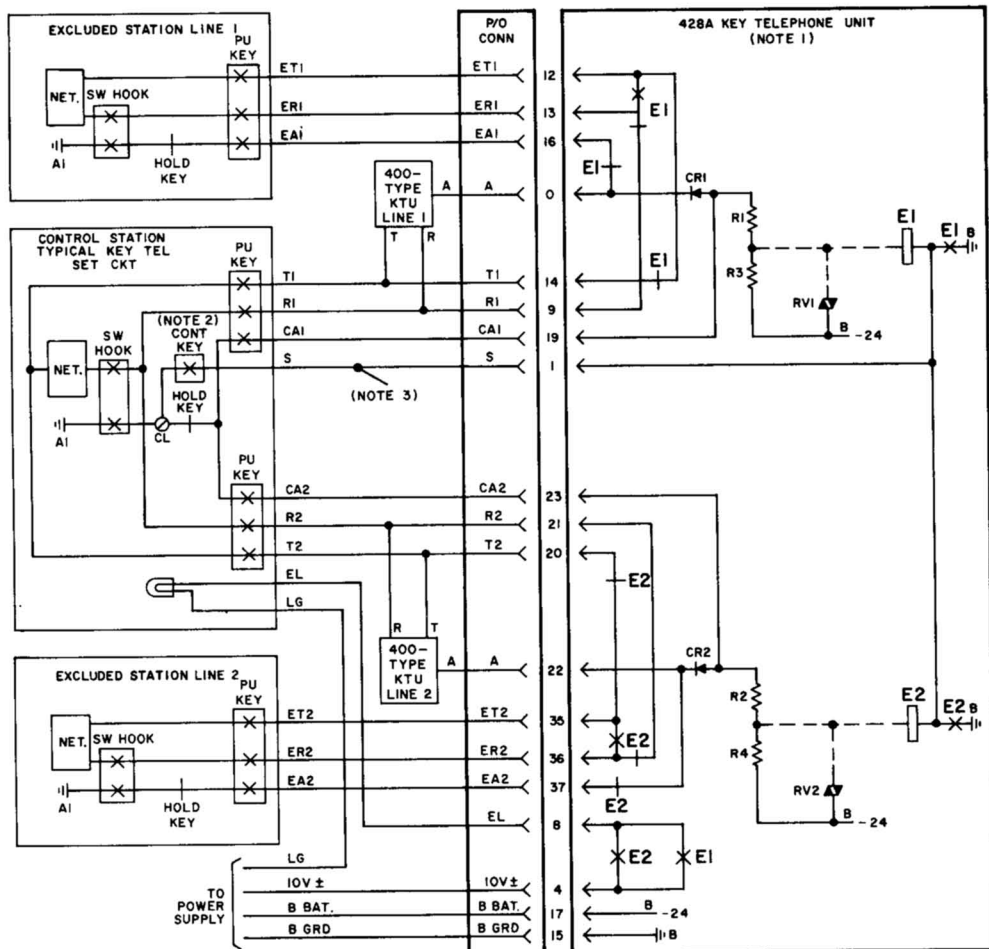 EXCLUDED STATION LINE 1
PU
KEY
NET.
SW HOOK
A1
HOLD
KEY
ET1
ER1
EA1
P/O
CONN
ET1
ER1
EA1
428A KEY TELEPHONE UNIT
(NOTE 1)
12
13
16
E1
E1
400-
TYPE
KTU
LINE 1
A
A
0
T
R
CR1
R1
R3
E1
E1
B
RV1
B
-24
CONTROL STATION
TYPICAL KEY TEL
SET CKT
PU
KEY
T1
R1
CA1
S
T1
R1
CA1
S
14
9
19
1
E1
(NOTE 2)
CONT
KEY
SW
HOOK
NET.
HOLD
KEY
A1
CL
(NOTE 3)
PU
KEY
CA2
R2
T2
EL
LG
CA2
R2
T2
23
21
20
E2
R
T
400-
TYPE
KTU
LINE 2
A
A
22
CR2
R2
R4
E2
E2
B
RV2
B
-24
EXCLUDED STATION LINE 2
PU
KEY
NET.
SW HOOK
A1
HOLD
KEY
ET2
ER2
EA2
ET2
ER2
EA2
EL
35
36
37
8
E2
E2
E2
E1
TO
POWER
SUPPLY
LG
10V ±
B BAT.
B GRD
10V ±
B BAT.
B GRD
4
17
15
B
-24
B